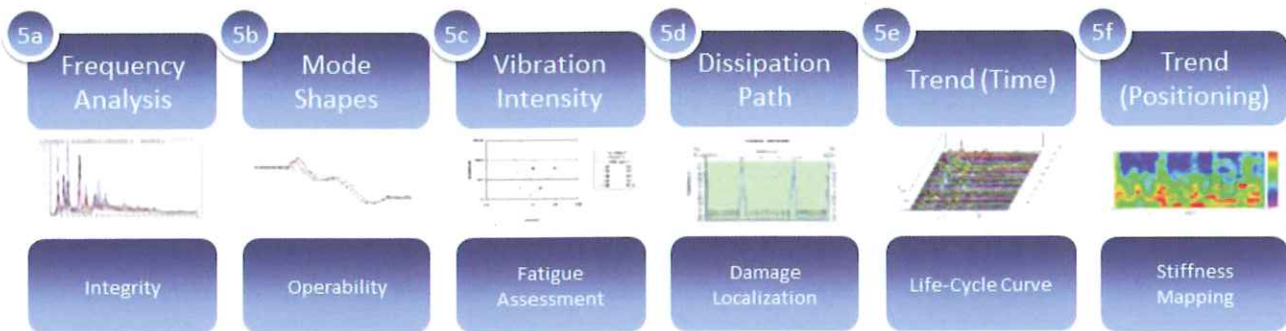 5a
Frequency
Analysis
Integrity
5b
Mode
Shapes
Operability
5c
Vibration
Intensity
Fatigue
Assessment
5d
Dissipation
Path
Damage
Localization
5e
Trend (Time)
Life-Cycle Curve
5f
Trend
(Positioning)
Stiffness
Mapping